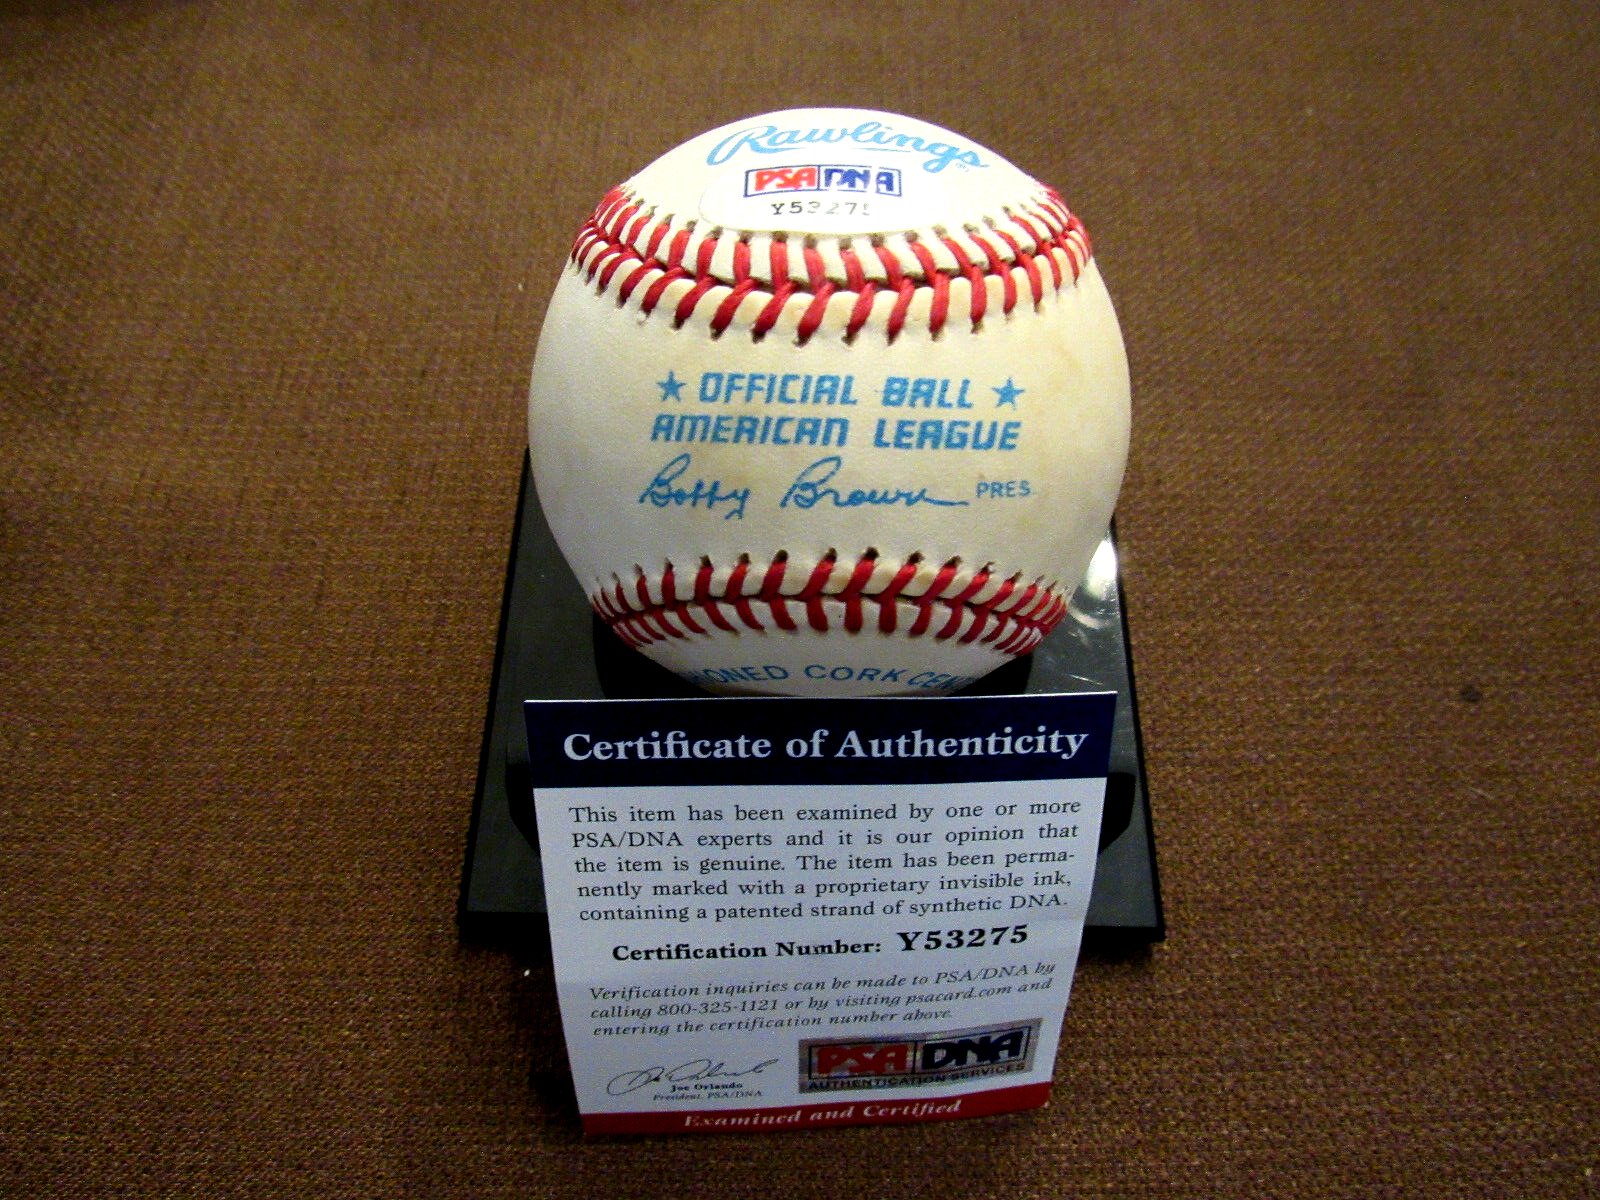 Rawlings
PSA DNA
Y53275
★ OFFICIAL BALL ★
AMERICAN LEAGUE
Bobby Brown PRES.
IONED CORK CEN
Certificate of Authenticity
This item has been examined by one or more
PSA/DNA experts and it is our opinion that
the item is genuine. The item has been perma-
nently marked with a proprietary invisible ink,
containing a patented strand of synthetic DNA.
Certification Number: Y53275
Verification inquiries can be made to PSA/DNA by
calling 800-325-1121 or by visiting psacard.com and
entering the certification number above.
Joe Orlando
President, PSA/DNA
PSA DNA
AUTHENTICATION SERVICES
Examined and Certified